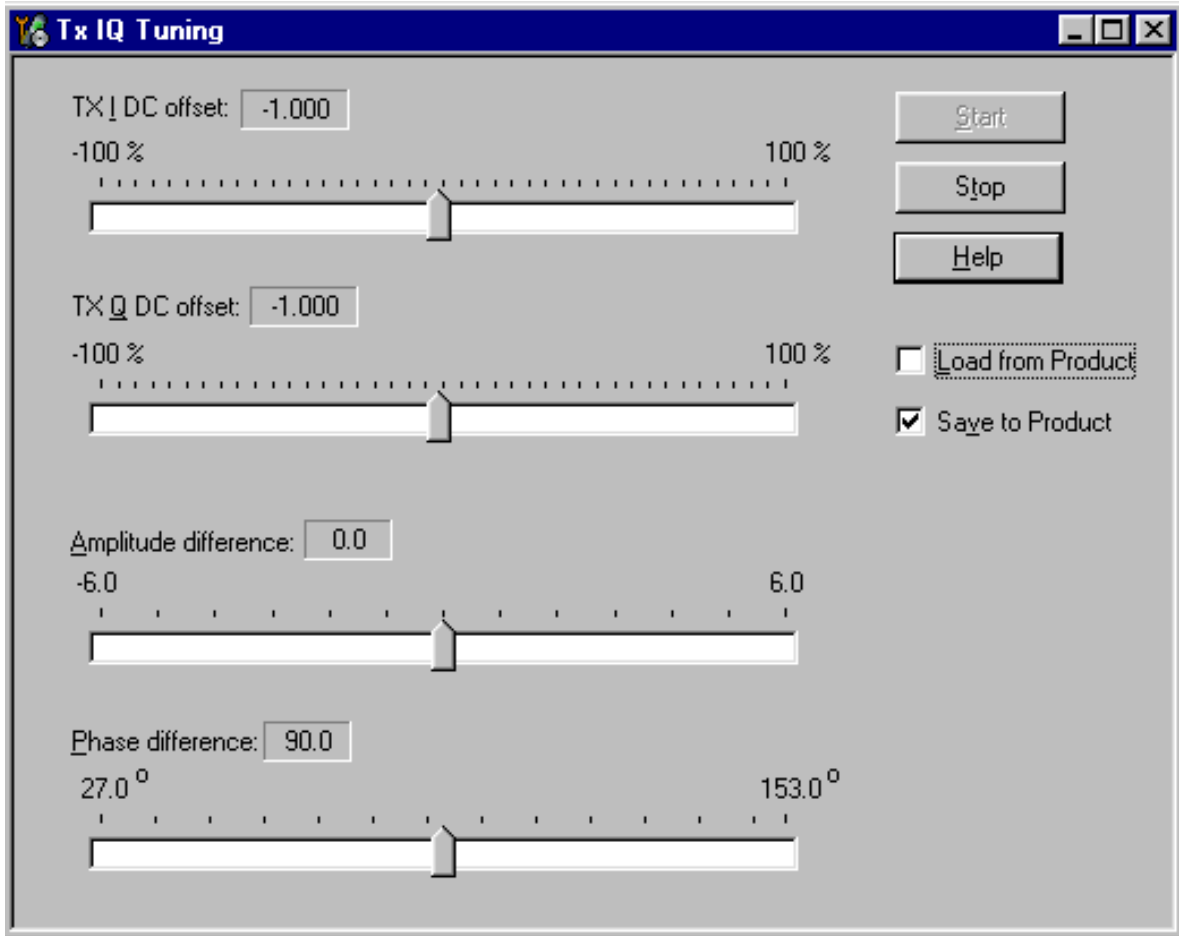 Tx IQ Tuning
TX I DC offset: -1.000
-100 % 100 %
Start
Stop
Help
TX Q DC offset: -1.000
-100 % 100 %
Load from Product
Save to Product
Amplitude difference: 0.0
-6.0 6.0
Phase difference: 90.0
27.0 º 153.0 º